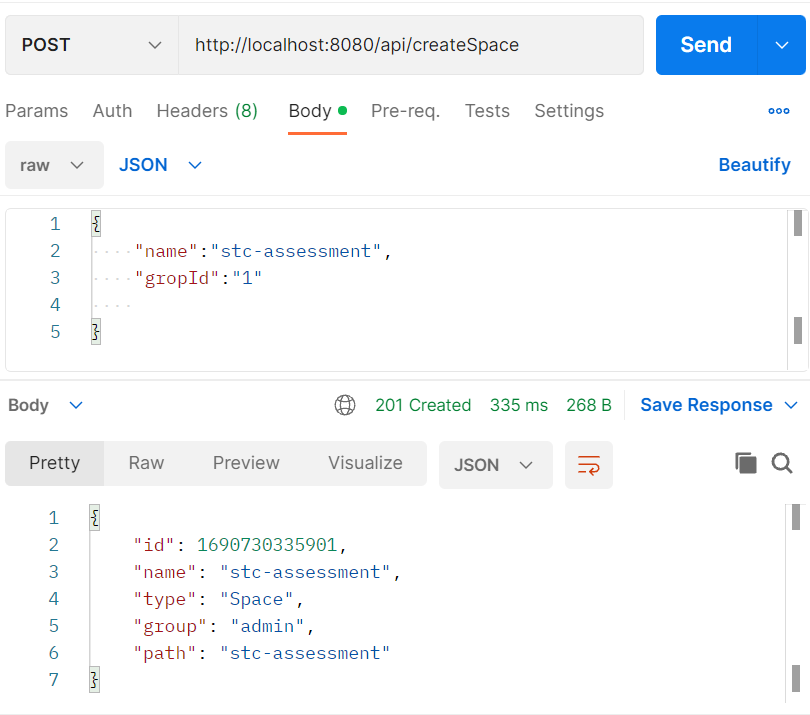 POST http://localhost:8080/api/createSpace Send
Params Auth Headers (8) Body Pre-req. Tests Settings
raw JSON Beautify
1 {
2 "name":"stc-assessment",
3 "gropId":"1"
4
5 }
Body 201 Created 335 ms 268 B Save Response
Pretty Raw Preview Visualize JSON
1 {
2 "id": 1690730335901,
3 "name": "stc-assessment",
4 "type": "Space",
5 "group": "admin",
6 "path": "stc-assessment"
7 }